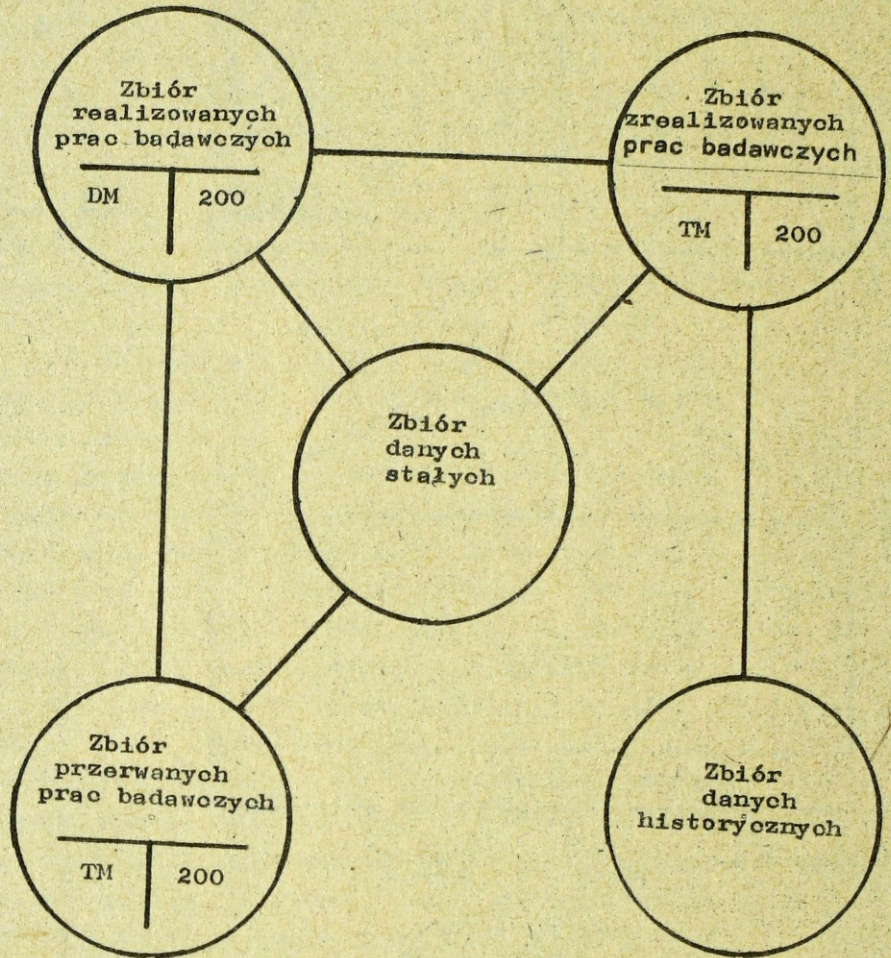 Zbiór
realizowanych
prac badawczych
DM 200
Zbiór
zrealizowanych
prac badawczych
TM 200
Zbiór
danych
stałych
Zbiór
przerwanych
prac badawczych
TM 200
Zbiór
danych
historycznych